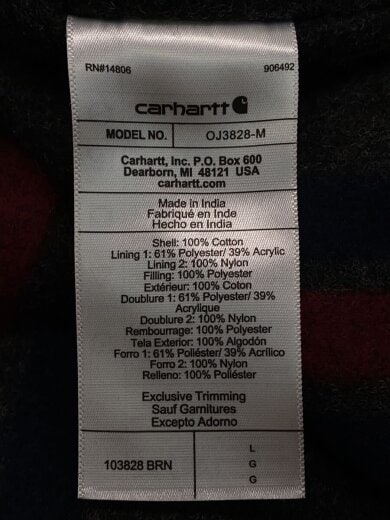 RN#14806 906492
carhartt
MODEL NO. OJ3828-M
Carhartt, Inc. P.O. Box 600
Dearborn, MI 48121 USA
carhartt.com
Made in India
Fabriqué en Inde
Hecho en India
Shell: 100% Cotton
Lining 1: 61% Polyester/ 39% Acrylic
Lining 2: 100% Nylon
Filling: 100% Polyester
Extérieur: 100% Coton
Doublure 1: 61% Polyester/ 39%
Acrylique
Doublure 2: 100% Nylon
Rembourrage: 100% Polyester
Tela Exterior: 100% Algodón
Forro 1: 61% Poliéster/ 39% Acrílico
Forro 2: 100% Nylon
Relleno: 100% Poliéster
Exclusive Trimming
Sauf Garnitures
Excepto Adorno
103828 BRN
L
G
G